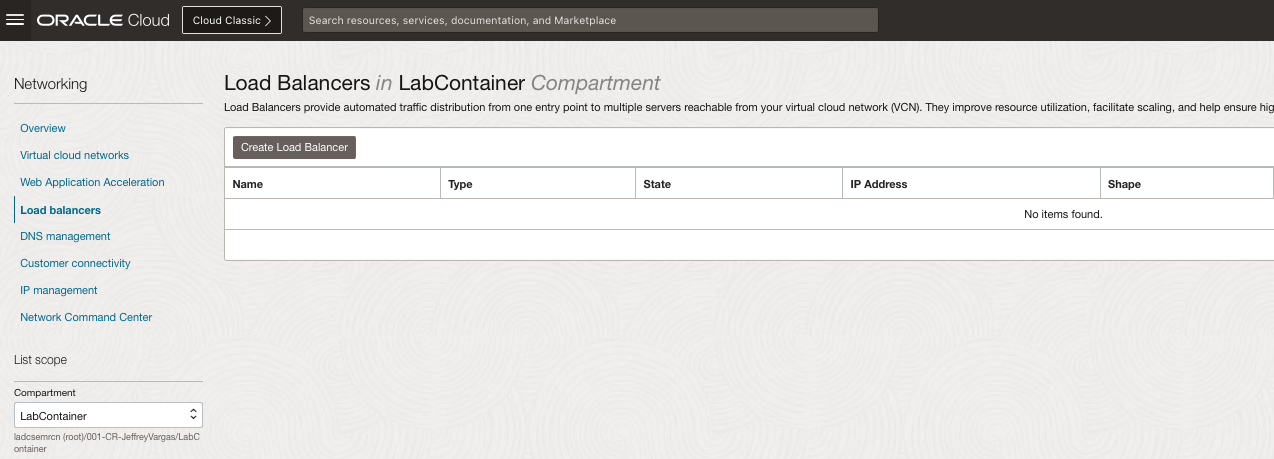 ORACLE Cloud
Cloud Classic >
Search resources, services, documentation, and Marketplace
Networking
Overview
Virtual cloud networks
Web Application Acceleration
Load balancers
DNS management
Customer connectivity
IP management
Network Command Center
List scope
Compartment
LabContainer
ladcsemrcn (root)/001-CR-JeffreyVargas/LabC
ontainer
Load Balancers in LabContainer Compartment
Load Balancers provide automated traffic distribution from one entry point to multiple servers reachable from your virtual cloud network (VCN). They improve resource utilization, facilitate scaling, and help ensure hig
Create Load Balancer
Name Type State IP Address Shape
No items found.